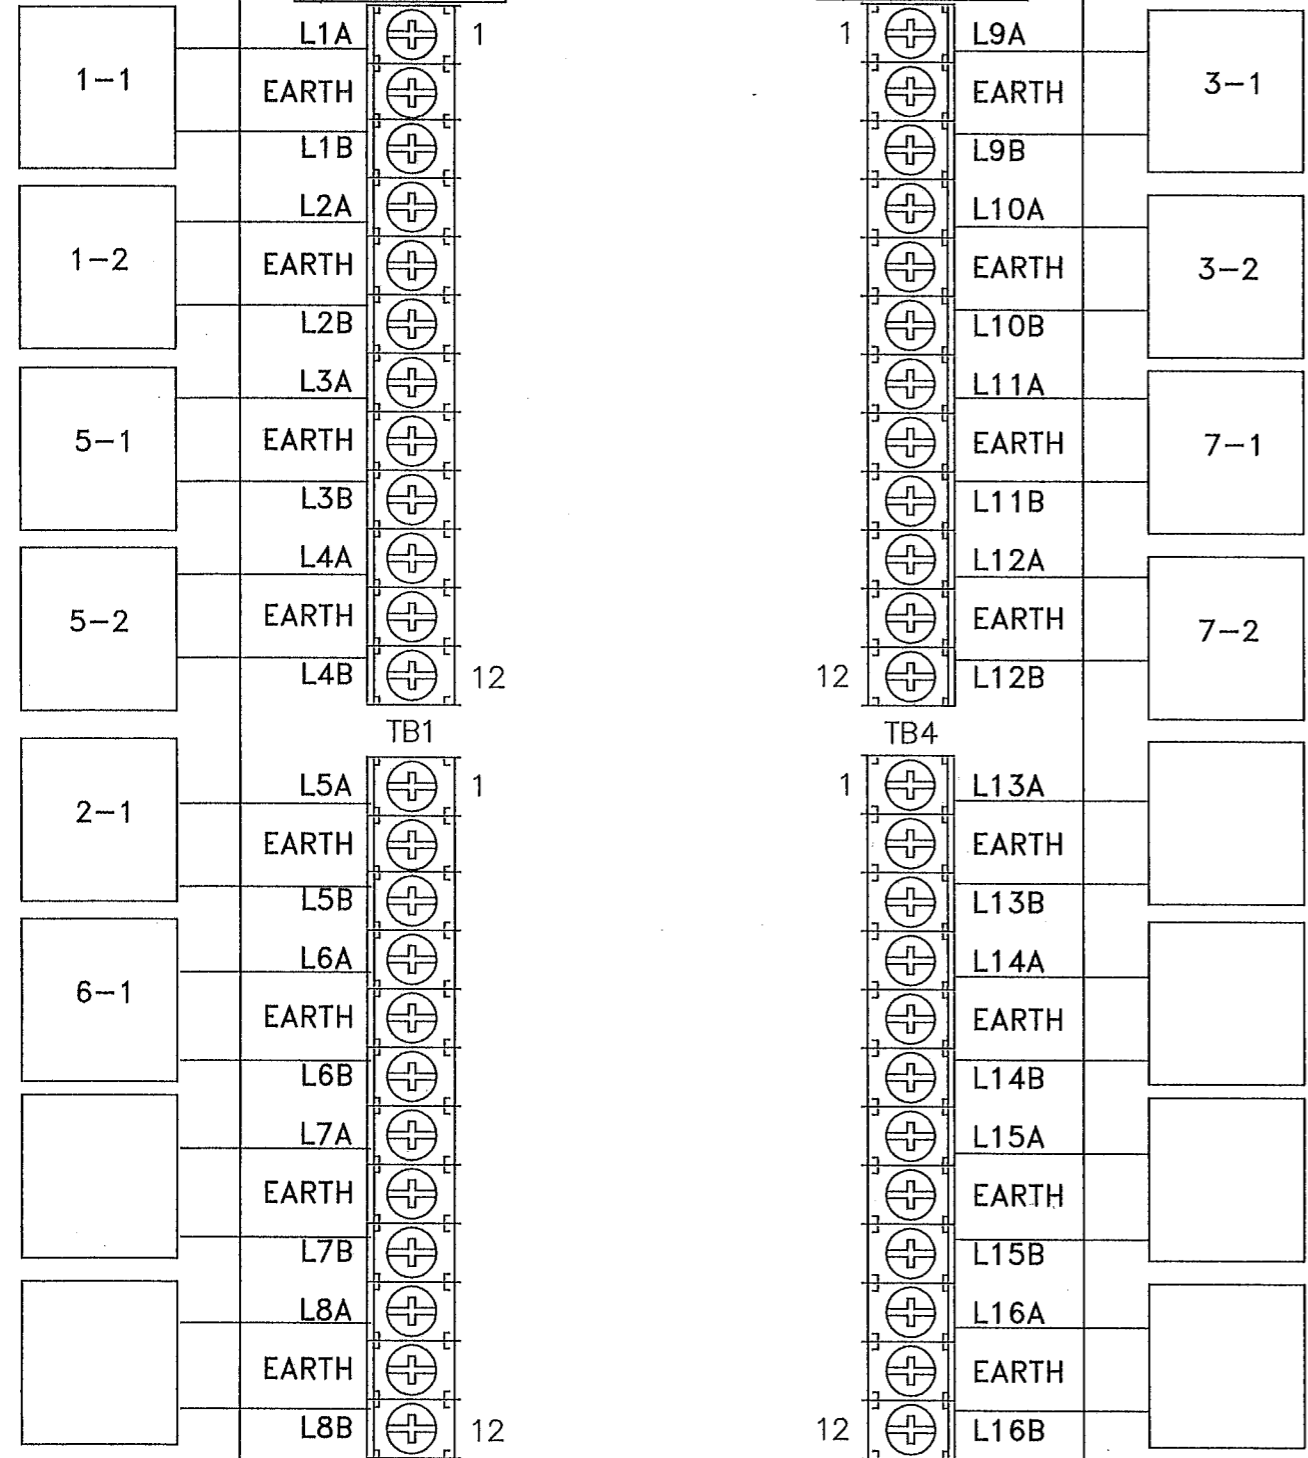 L1A 1 1 L9A
1-1 EARTH EARTH 3-1
L1B L9B
L2A L10A
1-2 EARTH EARTH 3-2
L2B L10B
L3A L11A
5-1 EARTH EARTH 7-1
L3B L11B
L4A L12A
5-2 EARTH EARTH 7-2
L4B 12 12 L12B
TB1 TB4
L5A 1 1 L13A
2-1 EARTH EARTH
L5B L13B
L6A L14A
6-1 EARTH EARTH
L6B L14B
L7A L15A
EARTH EARTH
L7B L15B
L8A L16A
EARTH EARTH
L8B 12 12 L16B